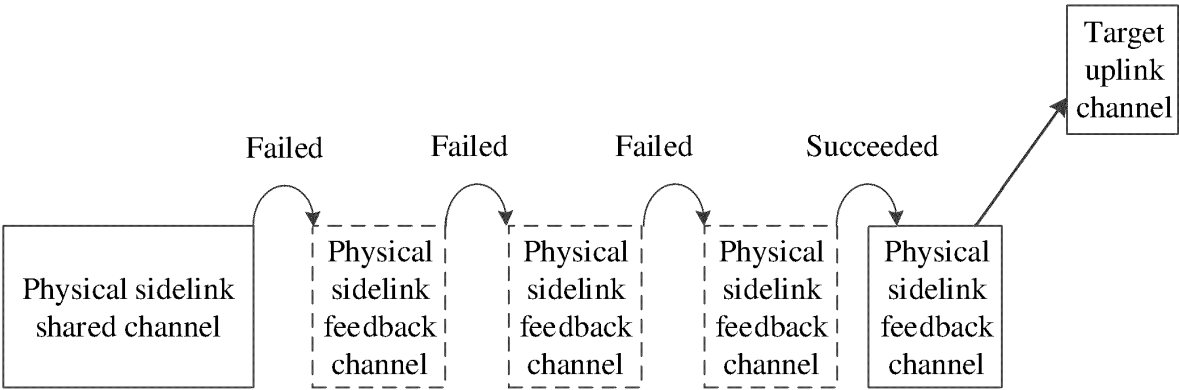 Target
uplink
channel
Failed
Failed
Failed
Succeeded
Physical sidelink
shared channel
Physical
sidelink
feedback
channel
Physical
sidelink
feedback
channel
Physical
sidelink
feedback
channel
Physical
sidelink
feedback
channel